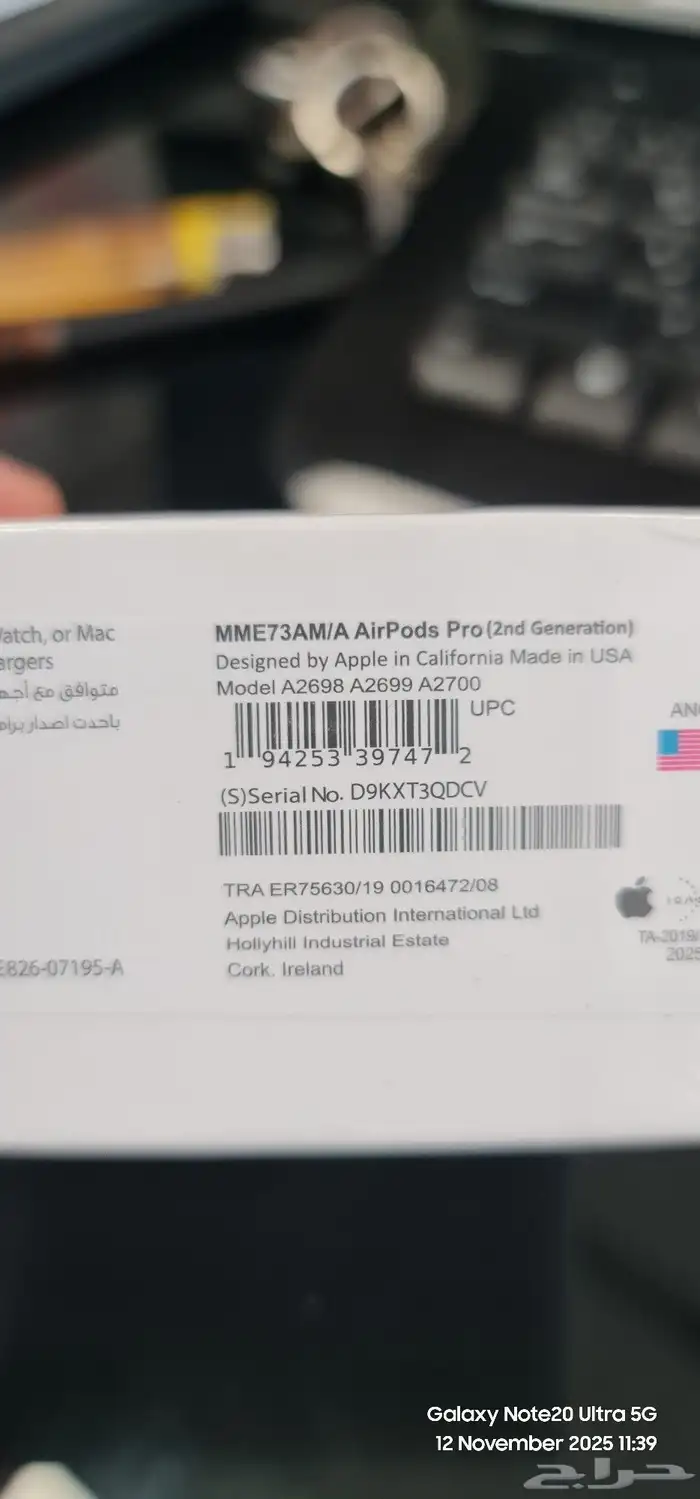 Watch, or Mac
argers
متوافق مع أجه
باحدث اصدار برام
E826-07195-A
MME73AM/A AirPods Pro (2nd Generation)
Designed by Apple in California Made in USA
Model A2698 A2699 A2700
UPC
1 94253 39747 2
(S)Serial No. D9KXT3QDCV
TRA ER75630/19 0016472/08
Apple Distribution International Ltd
Hollyhill Industrial Estate
Cork. Ireland
TA-2019/
2025
Galaxy Note20 Ultra 5G
12 November 2025 11:39
حراج